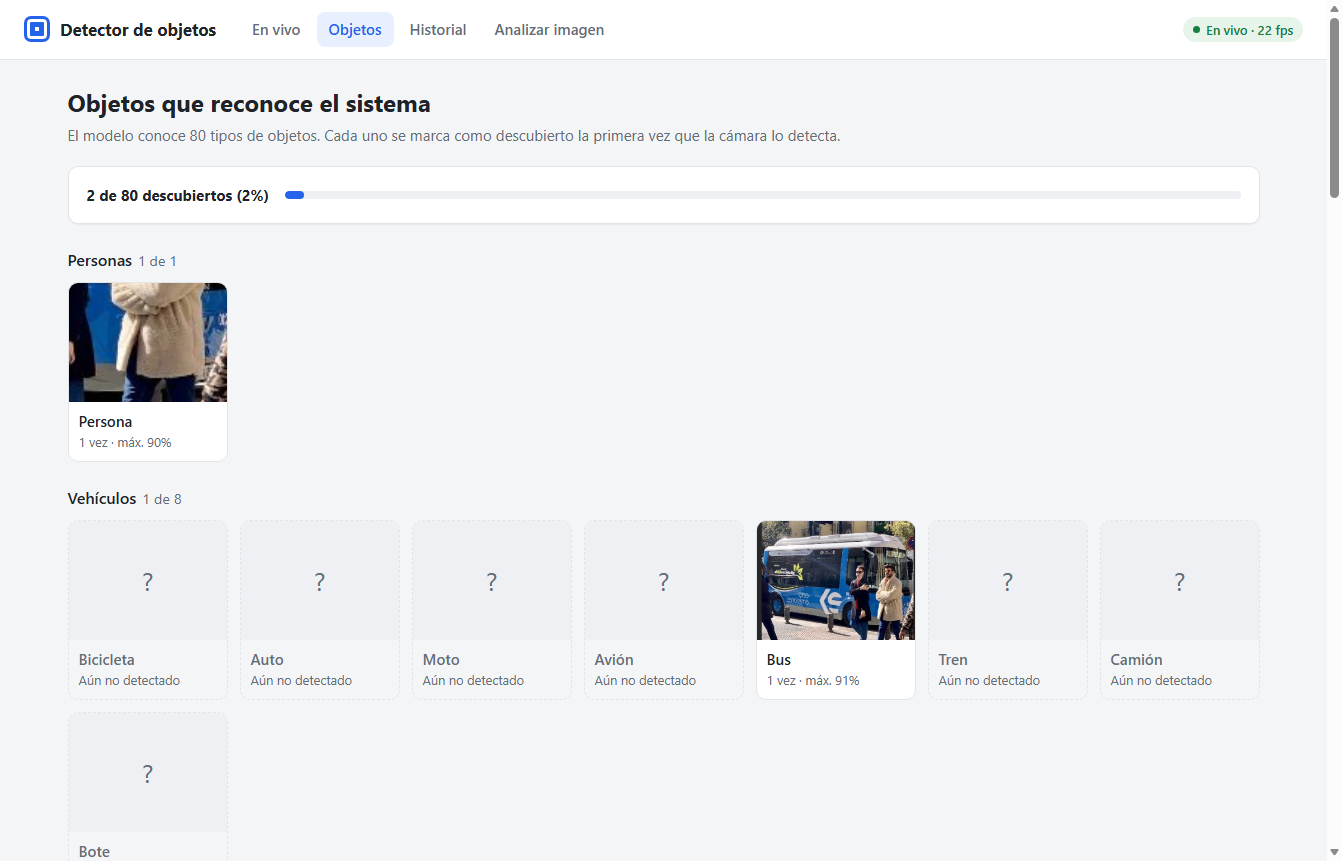 Detector de objetos En vivo Objetos Historial Analizar imagen En vivo · 22 fps
Objetos que reconoce el sistema
El modelo conoce 80 tipos de objetos. Cada uno se marca como descubierto la primera vez que la cámara lo detecta.
2 de 80 descubiertos (2%)
Personas 1 de 1
Persona
1 vez · máx. 90%
Vehículos 1 de 8
? ? ? ? ? ?
Bicicleta Auto Moto Avión Bus Tren Camión
Aún no detectado Aún no detectado Aún no detectado Aún no detectado 1 vez · máx. 91% Aún no detectado Aún no detectado
?
Bote